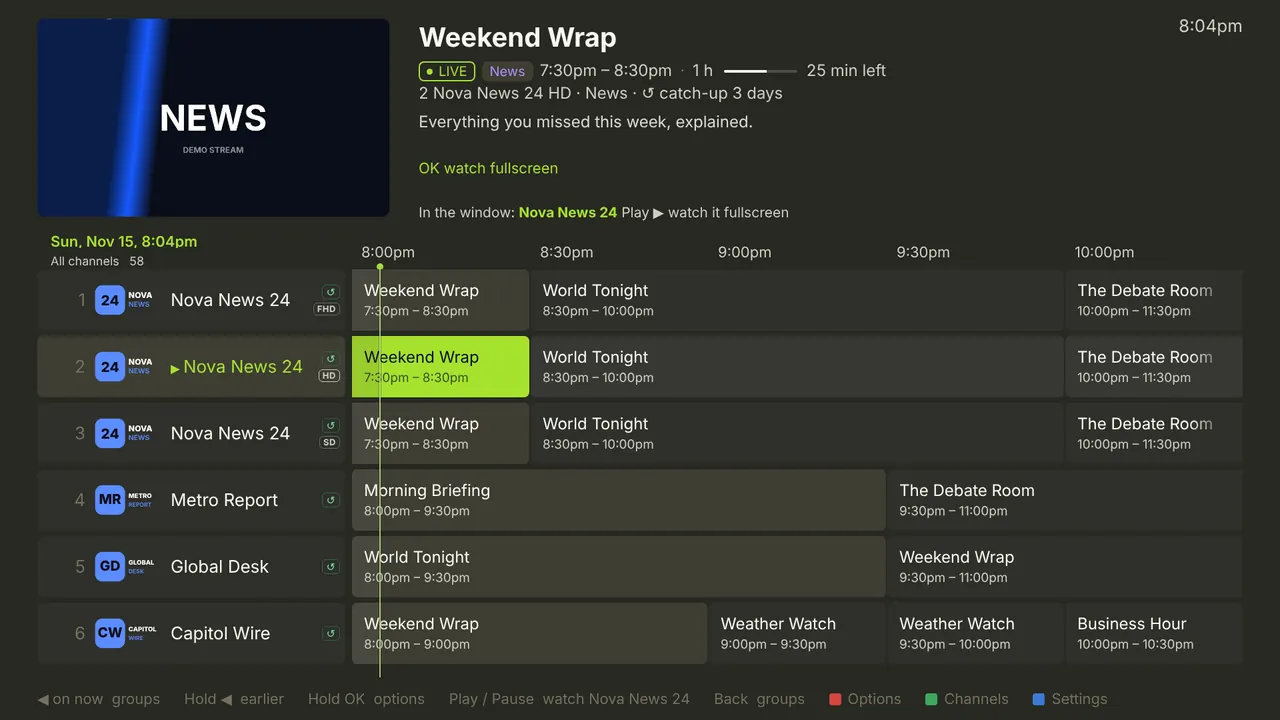 NEWS
DEMO STREAM
Weekend Wrap
8:04pm
● LIVE News 7:30pm – 8:30pm · 1 h 25 min left
2 Nova News 24 HD · News · ↺ catch-up 3 days
Everything you missed this week, explained.
OK watch fullscreen
In the window: Nova News 24 Play ▶ watch it fullscreen
Sun, Nov 15, 8:04pm
All channels 58
8:00pm 8:30pm 9:00pm 9:30pm 10:00pm
1 24 NOVA NEWS Nova News 24 ↺ FHD
Weekend Wrap
7:30pm – 8:30pm
World Tonight
8:30pm – 10:00pm
The Debate Room
10:00pm – 11:30pm
2 24 NOVA NEWS ▶ Nova News 24 ↺ HD
Weekend Wrap
7:30pm – 8:30pm
World Tonight
8:30pm – 10:00pm
The Debate Room
10:00pm – 11:30pm
3 24 NOVA NEWS Nova News 24 ↺ SD
Weekend Wrap
7:30pm – 8:30pm
World Tonight
8:30pm – 10:00pm
The Debate Room
10:00pm – 11:30pm
4 MR METRO REPORT Metro Report ↺
Morning Briefing
8:00pm – 9:30pm
The Debate Room
9:30pm – 11:00pm
5 GD GLOBAL DESK Global Desk ↺
World Tonight
8:00pm – 9:30pm
Weekend Wrap
9:30pm – 11:00pm
6 CW CAPITOL WIRE Capitol Wire ↺
Weekend Wrap
8:00pm – 9:00pm
Weather Watch
9:00pm – 9:30pm
Weather Watch
9:30pm – 10:00pm
Business Hour
10:00pm – 10:30pm
◀ on now groups Hold ◀ earlier Hold OK options Play / Pause watch Nova News 24 Back groups Options Channels Settings